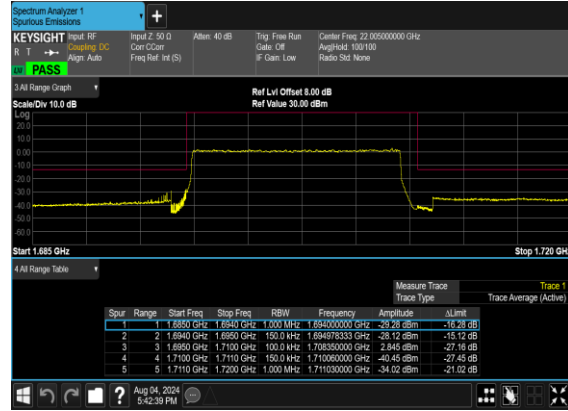 Spectrum Analyzer 1
Spurious Emissions
KEYSIGHT Input: RF Input Z: 50 Ω Atten: 40 dB Trig: Free Run Center Freq: 22.005000000 GHz
R T Coupling: DC Corr CCorr Gate: Off Avg|Hold: 100/100
Align: Auto Freq Ref: Int (S) IF Gain: Low Radio Std: None
PASS
3 All Range Graph
Ref Lvl Offset 8.00 dB
Scale/Div 10.0 dB Ref Value 30.00 dBm
Log
20.0
10.0
0.00
-10.0
-20.0
-30.0
-40.0
-50.0
-60.0
Start 1.685 GHz Stop 1.720 GH
4 All Range Table
Measure Trace Trace 1
Trace Type Trace Average (Active)
Spur Range Start Freq Stop Freq RBW Frequency Amplitude ΔLimit
1 1 1.6850 GHz 1.6940 GHz 1.000 MHz 1.694000000 GHz -29.28 dBm -16.28 dB
2 2 1.6940 GHz 1.6950 GHz 150.0 kHz 1.694978333 GHz -28.12 dBm -15.12 dB
3 3 1.6950 GHz 1.7100 GHz 100.0 kHz 1.708350000 GHz 2.845 dBm -27.16 dB
4 4 1.7100 GHz 1.7110 GHz 150.0 kHz 1.710060000 GHz -40.45 dBm -27.45 dB
5 5 1.7110 GHz 1.7200 GHz 1.000 MHz 1.711030000 GHz -34.02 dBm -21.02 dB
Aug 04, 2024
5:42:39 PM